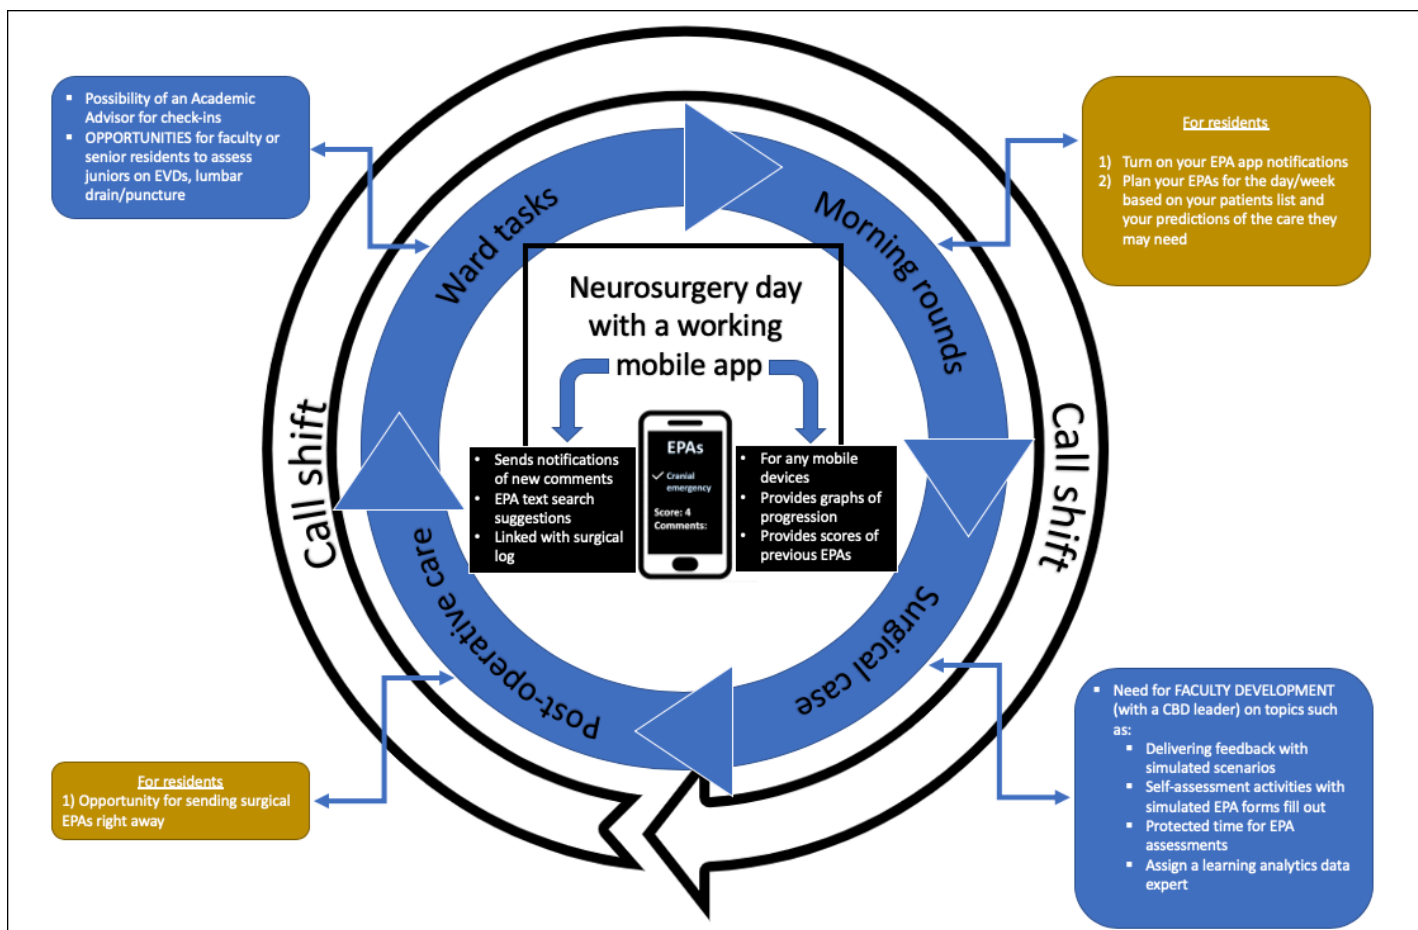 ▪ Possibility of an Academic
Advisor for check-ins
▪ OPPORTUNITIES for faculty or
senior residents to assess
juniors on EVDs, lumbar
drain/puncture
For residents
1) Turn on your EPA app notifications
2) Plan your EPAs for the day/week
based on your patients list and
your predictions of the care they
may need
Ward tasks
Morning rounds
Surgical case
Post-operative care
Call shift
Call shift
Neurosurgery day
with a working
mobile app
• Sends notifications
of new comments
• EPA text search
suggestions
• Linked with surgical
log
EPAs
✓ Cranial
emergency
Score: 4
Comments:
• For any mobile
devices
• Provides graphs of
progression
• Provides scores of
previous EPAs
For residents
1) Opportunity for sending surgical
EPAs right away
▪ Need for FACULTY DEVELOPMENT
(with a CBD leader) on topics such
as:
▪ Delivering feedback with
simulated scenarios
▪ Self-assessment activities with
simulated EPA forms fill out
▪ Protected time for EPA
assessments
▪ Assign a learning analytics data
expert